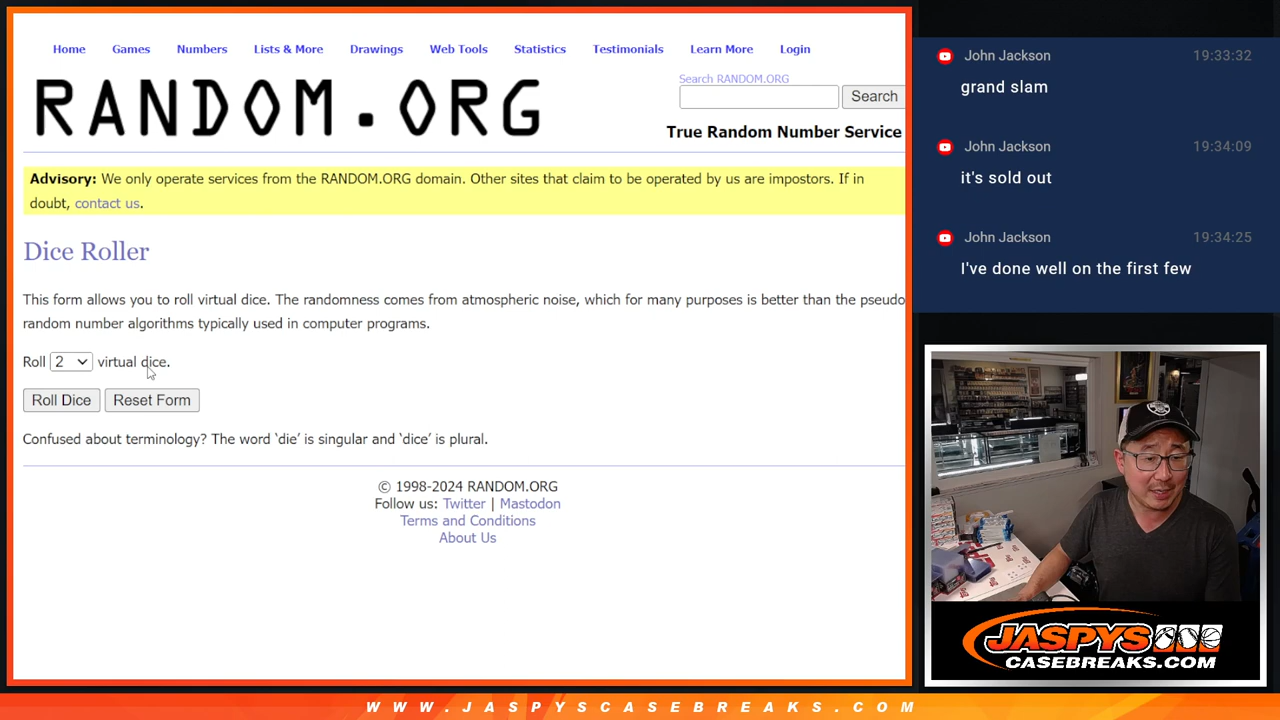 Home Games Numbers Lists & More Drawings Web Tools Statistics Testimonials Learn More Login
RANDOM.ORG
Search RANDOM.ORG
Search
True Random Number Service
Advisory: We only operate services from the RANDOM.ORG domain. Other sites that claim to be operated by us are impostors. If in
doubt, contact us.
Dice Roller
This form allows you to roll virtual dice. The randomness comes from atmospheric noise, which for many purposes is better than the pseudo
random number algorithms typically used in computer programs.
Roll 2 virtual dice.
Roll Dice Reset Form
Confused about terminology? The word ‘die’ is singular and ‘dice’ is plural.
© 1998-2024 RANDOM.ORG
Follow us: Twitter | Mastodon
Terms and Conditions
About Us
John Jackson 19:33:32
grand slam
John Jackson 19:34:09
it's sold out
John Jackson 19:34:25
I've done well on the first few
JASPYS
CASEBREAKS.COM
WWW.JASPYSCASEBREAKS.COM